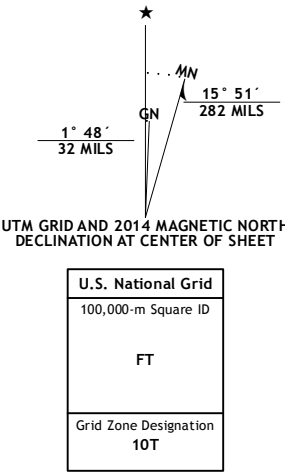 MN
15° 51´
282 MILS
GN
1° 48´
32 MILS
UTM GRID AND 2014 MAGNETIC NORTH
DECLINATION AT CENTER OF SHEET
U.S. National Grid
100,000-m Square ID
FT
Grid Zone Designation
10T